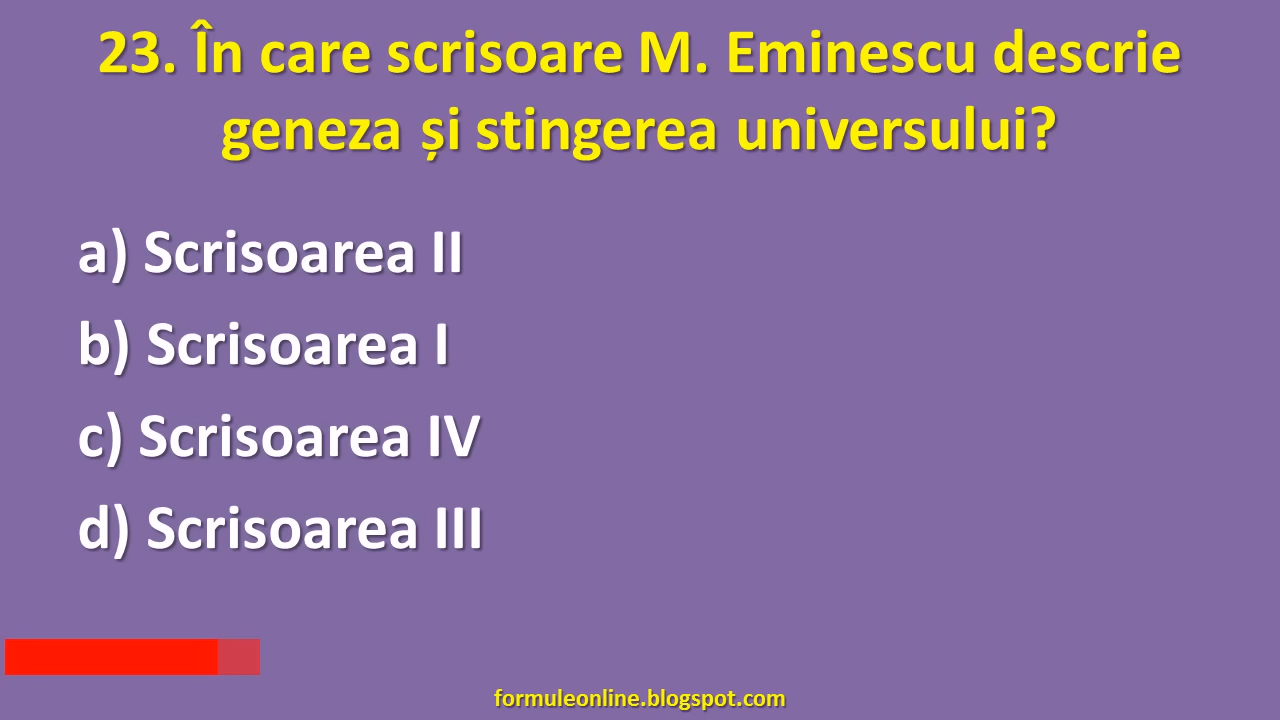 23. În care scrisoare M. Eminescu descrie
geneza și stingerea universului?
a) Scrisoarea II
b) Scrisoarea I
c) Scrisoarea IV
d) Scrisoarea III
formuleonline.blogspot.com